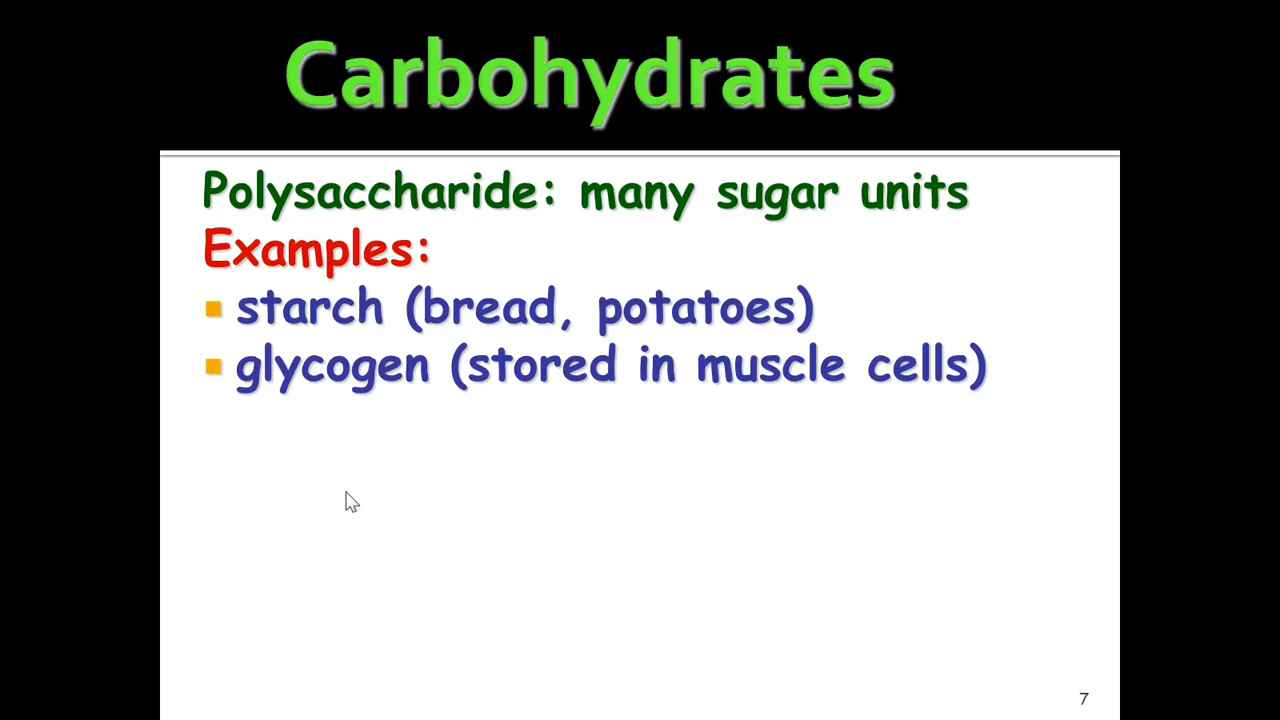 Carbohydrates
Polysaccharide: many sugar units
Examples:
starch (bread, potatoes)
glycogen (stored in muscle cells)
7